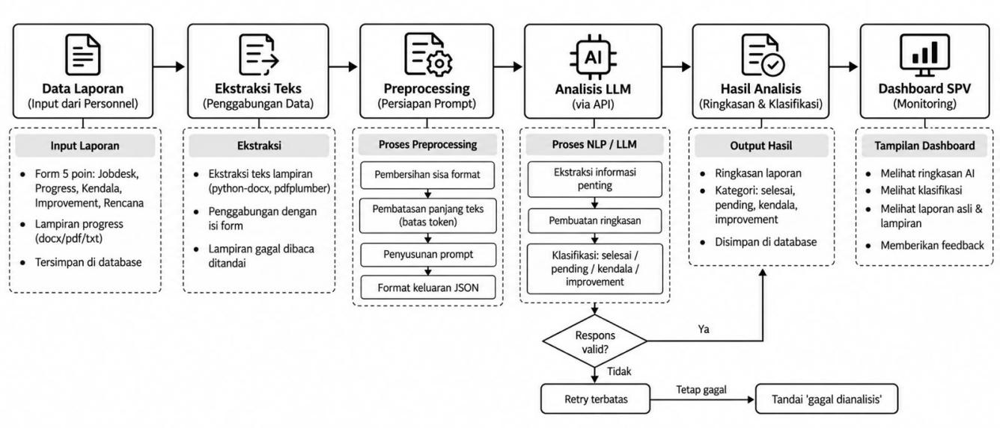 Data Laporan
(Input dari Personnel)
Ekstraksi Teks
(Penggabungan Data)
Preprocessing
(Persiapan Prompt)
AI
Analisis LLM
(via API)
Hasil Analisis
(Ringkasan & Klasifikasi)
Dashboard SPV
(Monitoring)
Input Laporan
• Form 5 poin: Jobdesk,
Progress, Kendala,
Improvement, Rencana
• Lampiran progress
(docx/pdf/txt)
• Tersimpan di database
Ekstraksi
• Ekstraksi teks lampiran
(python-docx, pdfplumber)
• Penggabungan dengan
isi form
• Lampiran gagal dibaca
ditandai
Proses Preprocessing
Pembersihan sisa format
Pembatasan panjang teks
(batas token)
Penyusunan prompt
Format keluaran JSON
Proses NLP / LLM
Ekstraksi informasi
penting
Pembuatan ringkasan
Klasifikasi: selesai /
pending / kendala /
improvement
Output Hasil
• Ringkasan laporan
• Kategori: selesai,
pending, kendala,
improvement
• Disimpan di database
Tampilan Dashboard
• Melihat ringkasan AI
• Melihat klasifikasi
• Melihat laporan asli &
lampiran
• Memberikan feedback
Respons
valid?
Ya
Tidak
Retry terbatas
Tetap gagal
Tandai 'gagal dianalisis'